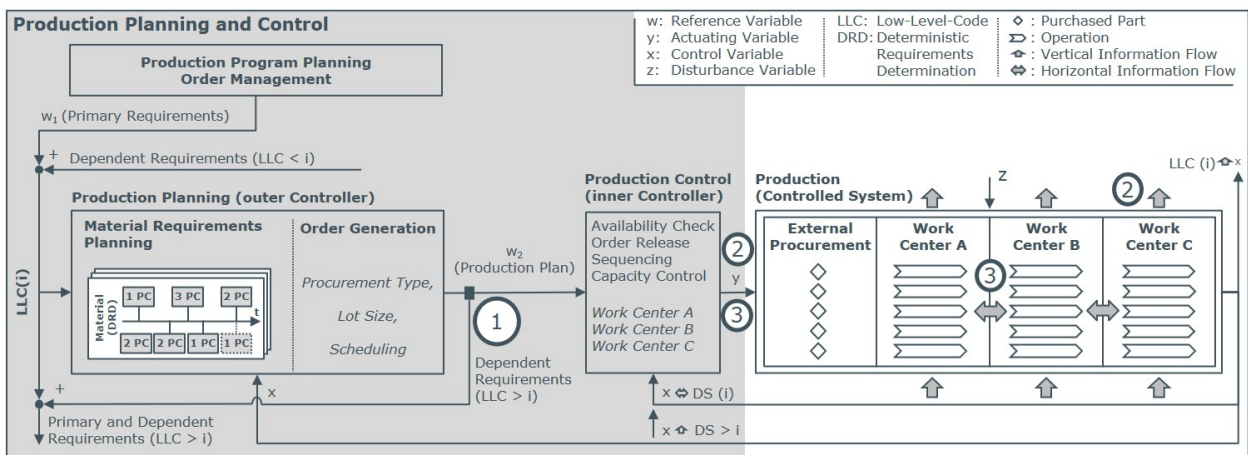 Production Planning and Control
w: Reference Variable
y: Actuating Variable
x: Control Variable
z: Disturbance Variable
LLC: Low-Level-Code
DRD: Deterministic
Requirements
Determination
: Purchased Part
: Operation
: Vertical Information Flow
: Horizontal Information Flow
Production Program Planning
Order Management
w₁ (Primary Requirements)
+
Dependent Requirements (LLC < i)
LLC(i)
Production Planning (outer Controller)
Material Requirements
Planning
Material
(DRD)
1 PC
3 PC
2 PC
t
2 PC
2 PC
1 PC
1 PC
Order Generation
Procurement Type,
Lot Size,
Scheduling
w₂
(Production Plan)
1
Dependent
Requirements
(LLC > i)
+
x
Primary and Dependent
Requirements (LLC > i)
Production Control
(inner Controller)
Availability Check
Order Release
Sequencing
Capacity Control
Work Center A
Work Center B
Work Center C
2
y
3
x ⬄ DS (i)
x ⇧ DS > i
Production
(Controlled System)
z
2
LLC (i) ⇧ x
External
Procurement
Work
Center A
Work
Center B
Work
Center C
3